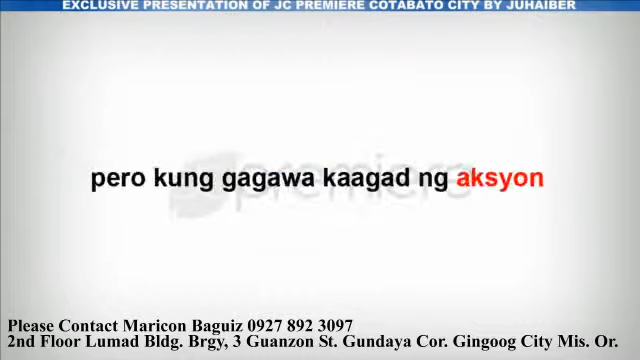 EXCLUSIVE PRESENTATION OF JC PREMIERE COTABATO CITY BY JUHAIBER
pero kung gagawa kaagad ng aksyon
premiere
Please Contact Maricon Baguiz 0927 892 3097
2nd Floor Lumad Bldg. Brgy, 3 Guanzon St. Gundaya Cor. Gingoog City Mis. Or.